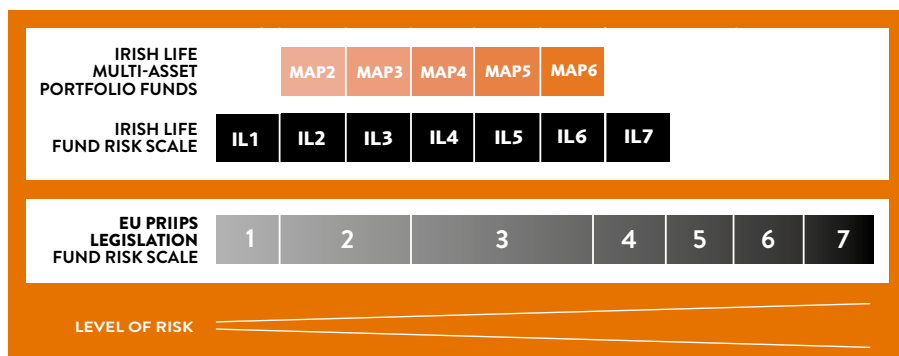 IRISH LIFE
MULTI-ASSET
PORTFOLIO FUNDS
MAP2 MAP3 MAP4 MAP5 MAP6
IRISH LIFE
FUND RISK SCALE
IL1 IL2 IL3 IL4 IL5 IL6 IL7
EU PRIIPS
LEGISLATION
FUND RISK SCALE
1 2 3 4 5 6 7
LEVEL OF RISK